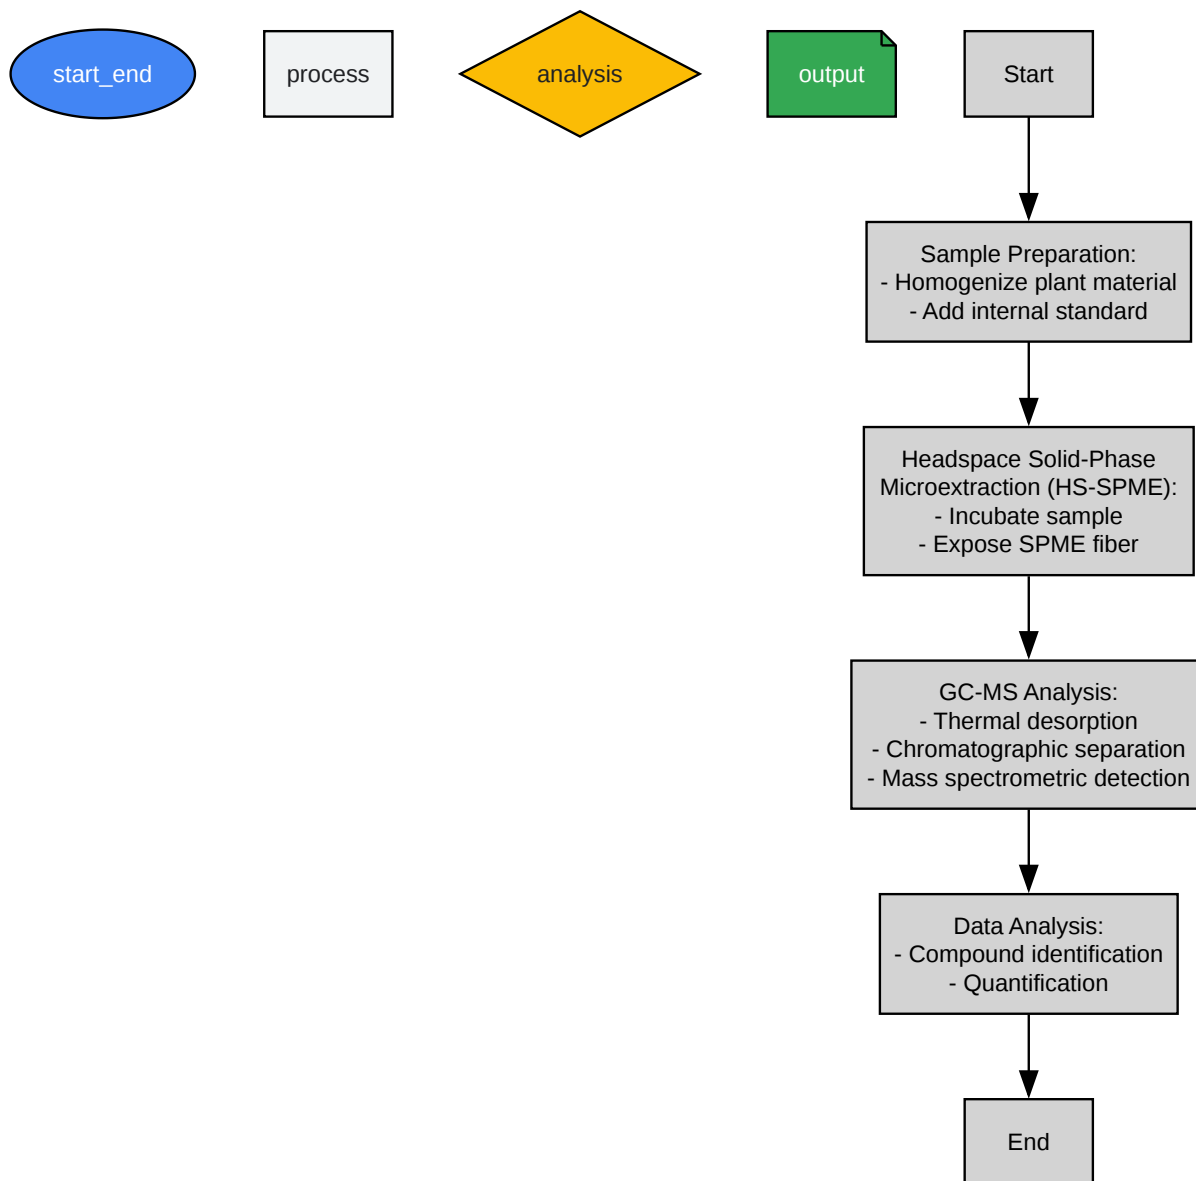 start_end
process
analysis
output
Start
Sample Preparation:
- Homogenize plant material
- Add internal standard
Headspace Solid-Phase
Microextraction (HS-SPME):
- Incubate sample
- Expose SPME fiber
GC-MS Analysis:
- Thermal desorption
- Chromatographic separation
- Mass spectrometric detection
Data Analysis:
- Compound identification
- Quantification
End